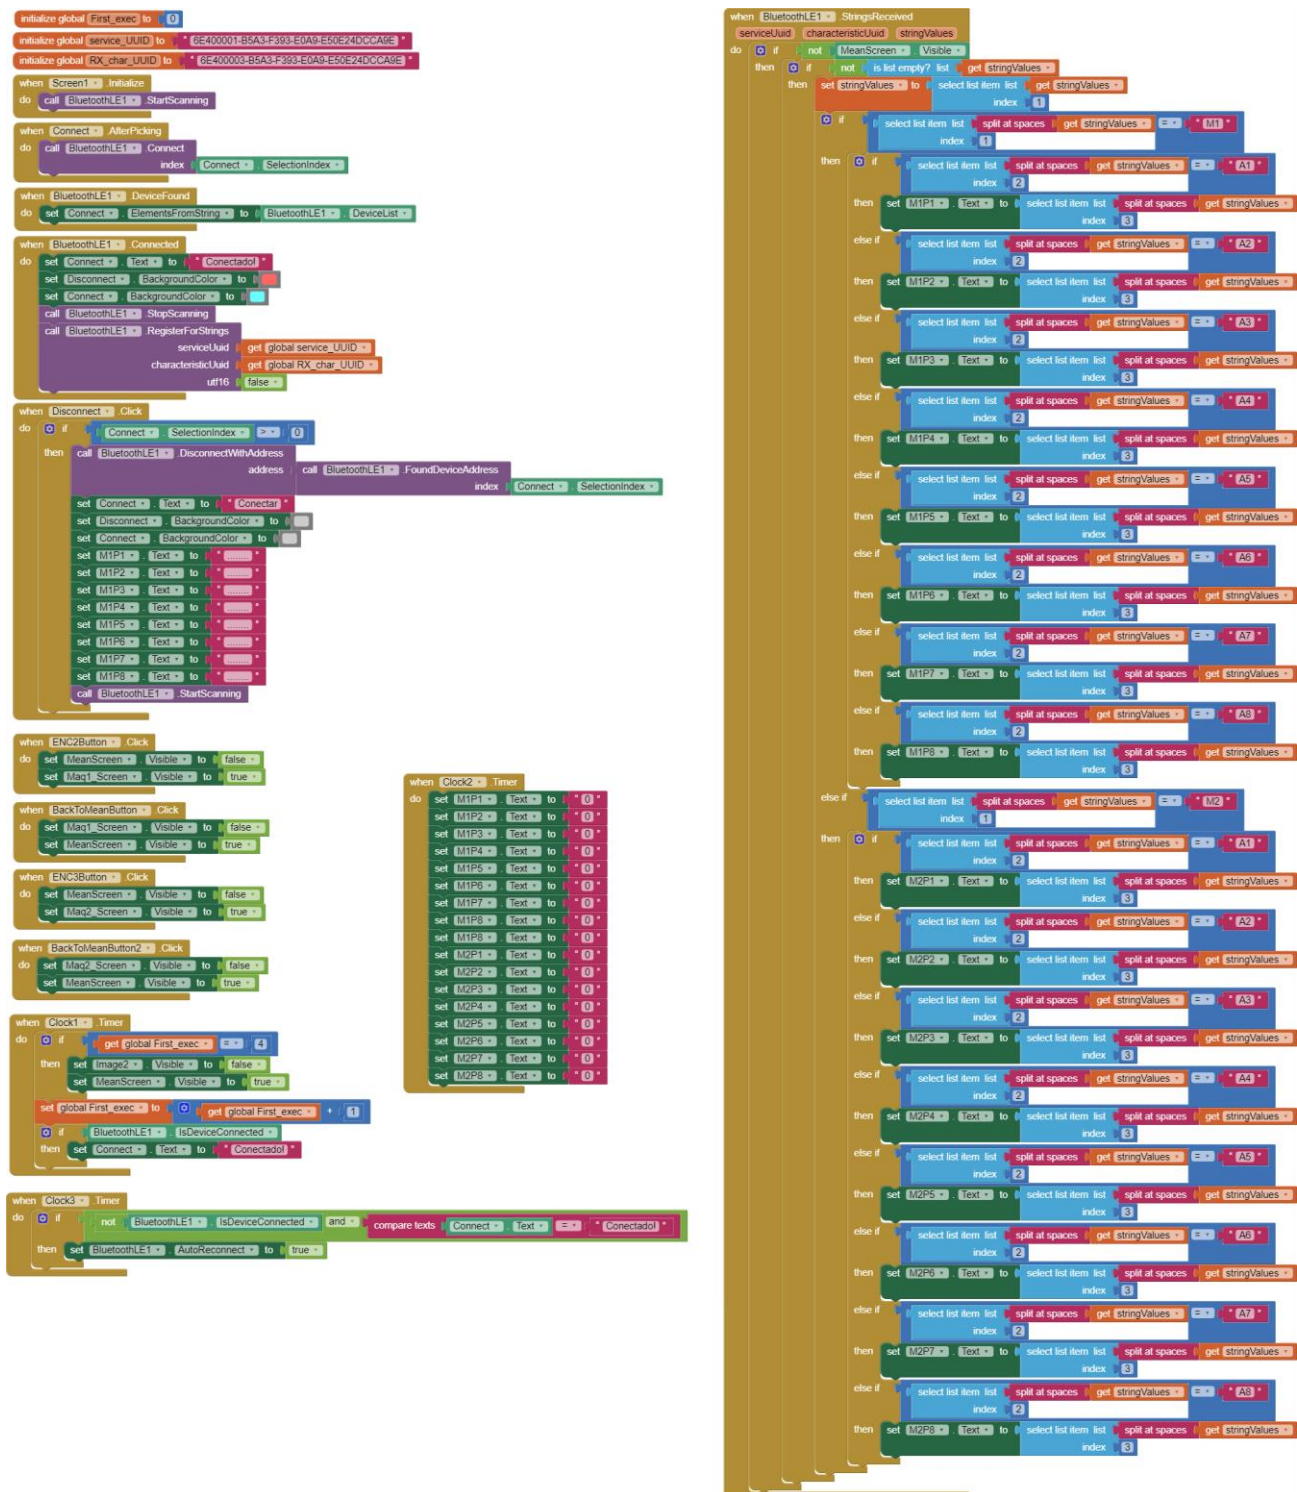 initialize global First_exec to 0
initialize global service_UUID to " 6E400001-B5A3-F393-E0A9-E50E24DCCA9E "
initialize global RX_char_UUID to " 6E400003-B5A3-F393-E0A9-E50E24DCCA9E "
when Screen1 .Initialize
do call BluetoothLE1 .StartScanning
when Connect .AfterPicking
do call BluetoothLE1 .Connect
index Connect . SelectionIndex
when BluetoothLE1 .DeviceFound
do set Connect . ElementsFromString to BluetoothLE1 . DeviceList
when BluetoothLE1 .Connected
do set Connect . Text to " Conectado! "
set Disconnect . BackgroundColor to
set Connect . BackgroundColor to
call BluetoothLE1 .StopScanning
call BluetoothLE1 .RegisterForStrings
serviceUuid get global service_UUID
characteristicUuid get global RX_char_UUID
utf16 false
when Disconnect .Click
do if Connect . SelectionIndex > 0
then call BluetoothLE1 .DisconnectWithAddress
address call BluetoothLE1 .FoundDeviceAddress
index Connect . SelectionIndex
set Connect . Text to " Conectar "
set Disconnect . BackgroundColor to
set Connect . BackgroundColor to
set M1P1 . Text to " ........ "
set M1P2 . Text to " ........ "
set M1P3 . Text to " ........ "
set M1P4 . Text to " ........ "
set M1P5 . Text to " ........ "
set M1P6 . Text to " ........ "
set M1P7 . Text to " ........ "
set M1P8 . Text to " ........ "
call BluetoothLE1 .StartScanning
when ENC2Button .Click
do set MeanScreen . Visible to false
set Maq1_Screen . Visible to true
when BackToMeanButton .Click
do set Maq1_Screen . Visible to false
set MeanScreen . Visible to true
when ENC3Button .Click
do set MeanScreen . Visible to false
set Maq2_Screen . Visible to true
when BackToMeanButton2 .Click
do set Maq2_Screen . Visible to false
set MeanScreen . Visible to true
when Clock1 .Timer
do if get global First_exec = 4
then set Image2 . Visible to false
set MeanScreen . Visible to true
set global First_exec to get global First_exec + 1
if BluetoothLE1 . IsDeviceConnected
then set Connect . Text to " Conectado! "
when Clock3 .Timer
do if not BluetoothLE1 . IsDeviceConnected and compare texts Connect . Text = " Conectado! "
then set BluetoothLE1 . AutoReconnect to true
when Clock2 .Timer
do set M1P1 . Text to " 0 "
set M1P2 . Text to " 0 "
set M1P3 . Text to " 0 "
set M1P4 . Text to " 0 "
set M1P5 . Text to " 0 "
set M1P6 . Text to " 0 "
set M1P7 . Text to " 0 "
set M1P8 . Text to " 0 "
set M1P8 . Text to " 0 "
set M2P1 . Text to " 0 "
set M2P2 . Text to " 0 "
set M2P3 . Text to " 0 "
set M2P4 . Text to " 0 "
set M2P5 . Text to " 0 "
set M2P6 . Text to " 0 "
set M2P7 . Text to " 0 "
set M2P8 . Text to " 0 "
when BluetoothLE1 .StringsReceived
serviceUuid characteristicUuid stringValues
do if not MeanScreen . Visible
then if not is list empty? list get stringValues
then set stringValues to select list item list get stringValues
index 1
if select list item list split at spaces get stringValues = " M1 "
index 1
then if select list item list split at spaces get stringValues = " A1 "
index 2
then set M1P1 . Text to select list item list split at spaces get stringValues
index 3
else if select list item list split at spaces get stringValues = " A2 "
index 2
then set M1P2 . Text to select list item list split at spaces get stringValues
index 3
else if select list item list split at spaces get stringValues = " A3 "
index 2
then set M1P3 . Text to select list item list split at spaces get stringValues
index 3
else if select list item list split at spaces get stringValues = " A4 "
index 2
then set M1P4 . Text to select list item list split at spaces get stringValues
index 3
else if select list item list split at spaces get stringValues = " A5 "
index 2
then set M1P5 . Text to select list item list split at spaces get stringValues
index 3
else if select list item list split at spaces get stringValues = " A6 "
index 2
then set M1P6 . Text to select list item list split at spaces get stringValues
index 3
else if select list item list split at spaces get stringValues = " A7 "
index 2
then set M1P7 . Text to select list item list split at spaces get stringValues
index 3
else if select list item list split at spaces get stringValues = " A8 "
index 2
then set M1P8 . Text to select list item list split at spaces get stringValues
index 3
else if select list item list split at spaces get stringValues = " M2 "
index 1
then if select list item list split at spaces get stringValues = " A1 "
index 2
then set M2P1 . Text to select list item list split at spaces get stringValues
index 3
else if select list item list split at spaces get stringValues = " A2 "
index 2
then set M2P2 . Text to select list item list split at spaces get stringValues
index 3
else if select list item list split at spaces get stringValues = " A3 "
index 2
then set M2P3 . Text to select list item list split at spaces get stringValues
index 3
else if select list item list split at spaces get stringValues = " A4 "
index 2
then set M2P4 . Text to select list item list split at spaces get stringValues
index 3
else if select list item list split at spaces get stringValues = " A5 "
index 2
then set M2P5 . Text to select list item list split at spaces get stringValues
index 3
else if select list item list split at spaces get stringValues = " A6 "
index 2
then set M2P6 . Text to select list item list split at spaces get stringValues
index 3
else if select list item list split at spaces get stringValues = " A7 "
index 2
then set M2P7 . Text to select list item list split at spaces get stringValues
index 3
else if select list item list split at spaces get stringValues = " A8 "
index 2
then set M2P8 . Text to select list item list split at spaces get stringValues
index 3